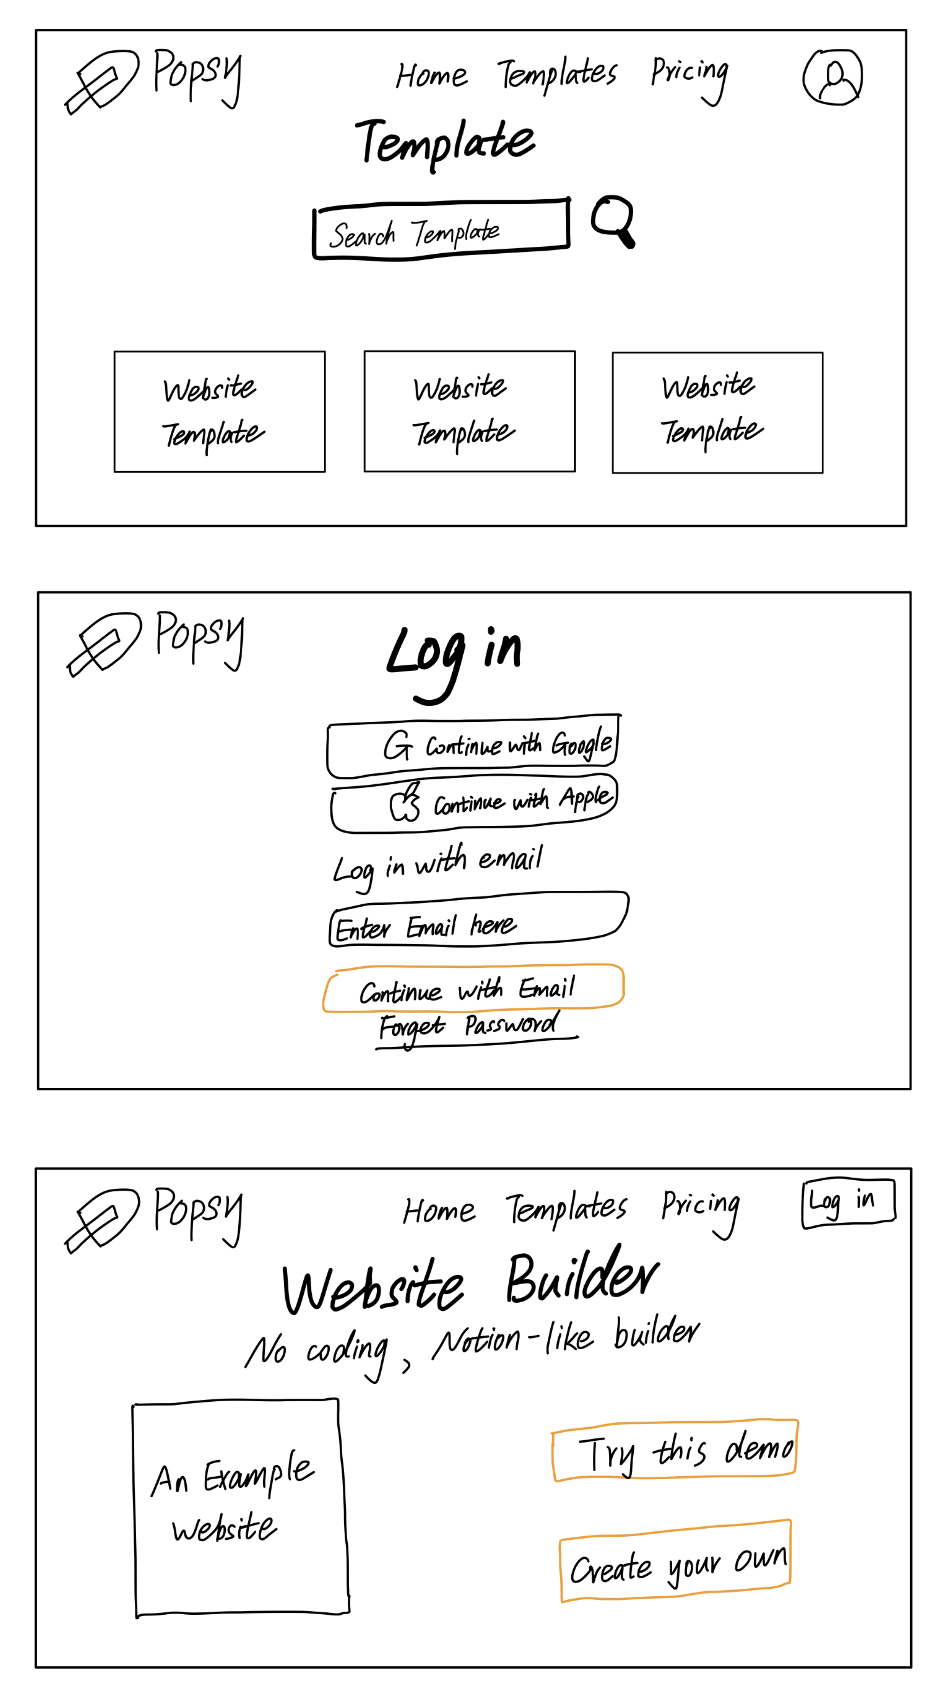 Popsy Home Templates Pricing
Template
Search Template
Website Website Website
Template Template Template
Popsy
Log in
G Continue with Google
Continue with Apple
Log in with email
Enter Email here
Continue with Email
Forget Password
Popsy Home Templates Pricing Log in
Website Builder
No coding, Notion-like builder
An Example
Website
Try this demo
Create your own